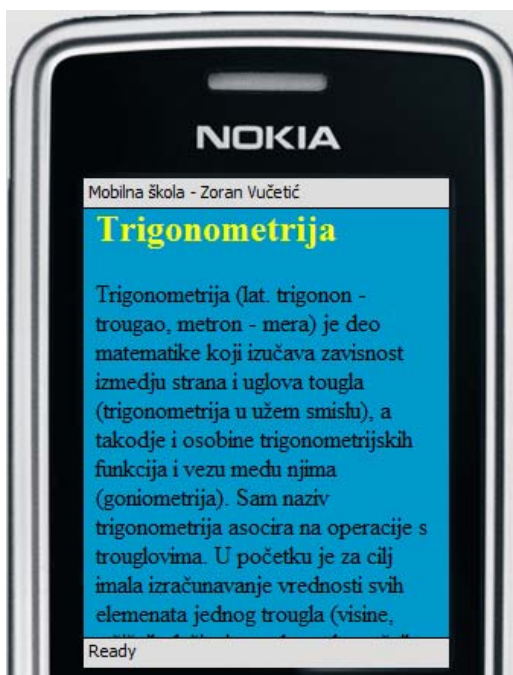 NOKIA
Mobilna škola - Zoran Vučetić
Trigonometrija
Trigonometrija (lat. trigonon -
trougao, metron - mera) je deo
matematike koji izučava zavisnost
izmedju strana i uglova tougla
(trigonometrija u užem smislu), a
takodje i osobine trigonometrijskih
funkcija i vezu medu njima
(goniometrija). Sam naziv
trigonometrija asocira na operacije s
trouglovima. U početku je za cilj
imala izračunavanje vrednosti svih
elemenata jednog trougla (visine,
Ready